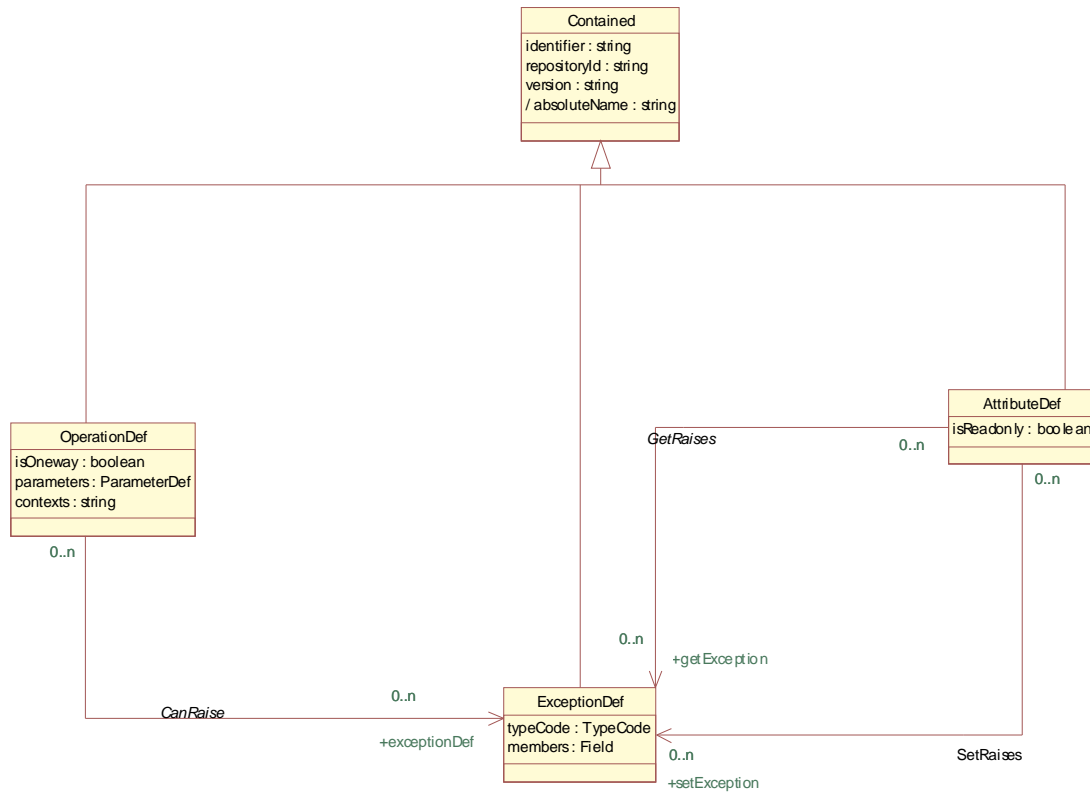 Contained
identifier : string
repositoryId : string
version : string
/ absoluteName : string
AttributeDef
isReadonly : boolean
OperationDef
isOneway : boolean
parameters : ParameterDef
contexts : string
GetRaises
0..n
0..n
0..n
0..n
+getException
0..n
CanRaise
+exceptionDef
ExceptionDef
typeCode : TypeCode
members : Field
0..n
+setException
SetRaises